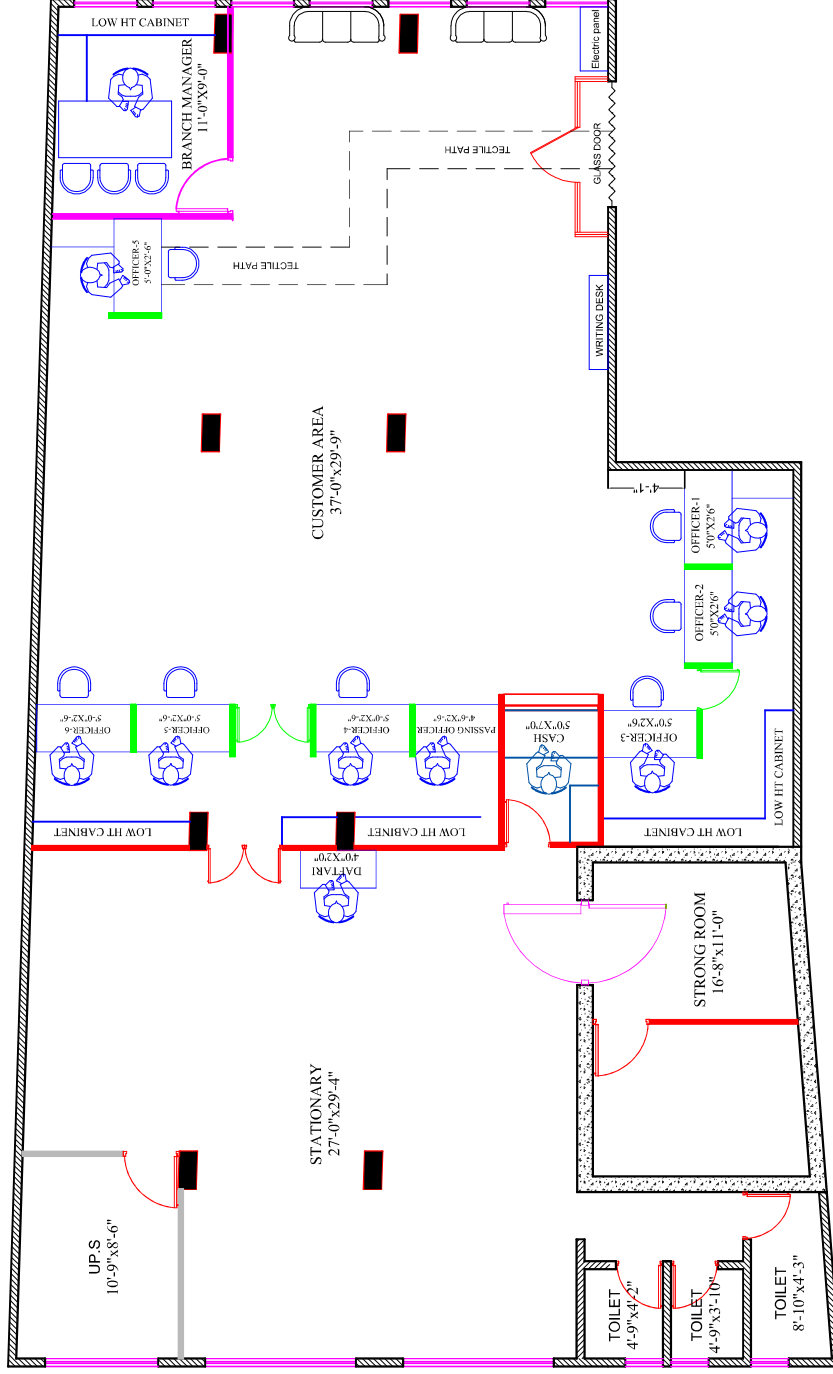 LOW HT CABINET
BRANCH MANAGER
11'-0"X9'-0"
Electric panel
GLASS DOOR
TECTILE PATH
TECTILE PATH
OFFICER-5
5'-0"X2'-6"
WRITING DESK
CUSTOMER AREA
37'-0"x29'-9"
4'-1"
OFFICER-1
5'0"X2'6"
OFFICER-2
5'0"X2'6"
OFFICER-6
5'-0"X2'-6"
OFFICER-5
5'-0"X2'-6"
OFFICER-4
5'-0"X2'-6"
PASSING OFFICER
4'-6"X2'-6"
CASH
5'0"X7'0"
OFFICER-3
5'0"X2'6"
LOW HT CABINET
LOW HT CABINET
LOW HT CABINET
LOW HT CABINET
DAFTARI
4'0"X2'0"
STRONG ROOM
16'-8"x11'-0"
STATIONARY
27'-0"x29'-4"
UP.S
10'-9"x8'-6"
TOILET
4'-9"x4'-2"
TOILET
4'-9"x3'-10"
TOILET
8'-10"x4'-3"